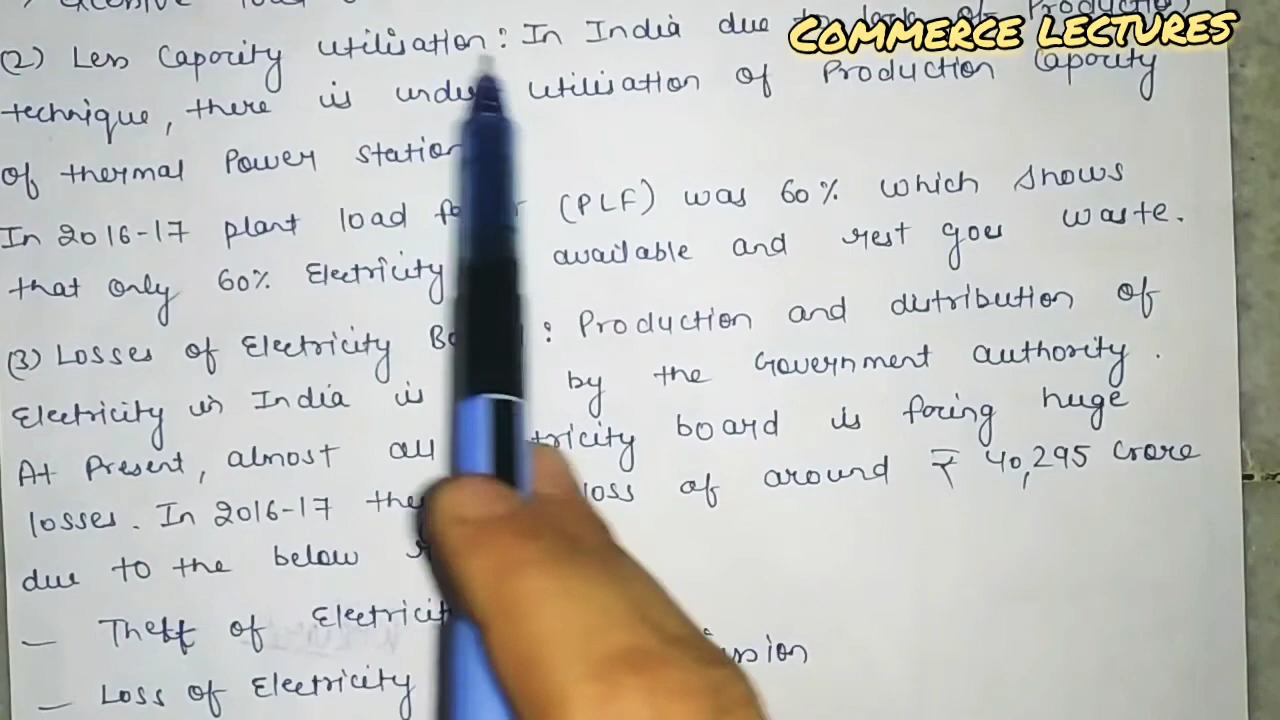 COMMERCE LECTURES
(2) Less Capacity utilisation : In India due
technique, there is under utilisation of Production Capacity
of thermal Power station
In 2016-17 plant load (PLF) was 60% which shows
that only 60% Electricity available and rest goes waste.
(3) Losses of Electricity : Production and distribution of
Electricity in India is by the Government authority.
At Present, almost all board is facing huge
losses. In 2016-17 loss of around ₹ 40,295 crore
due to the below
— Theft of Electricity
— Loss of Electricity